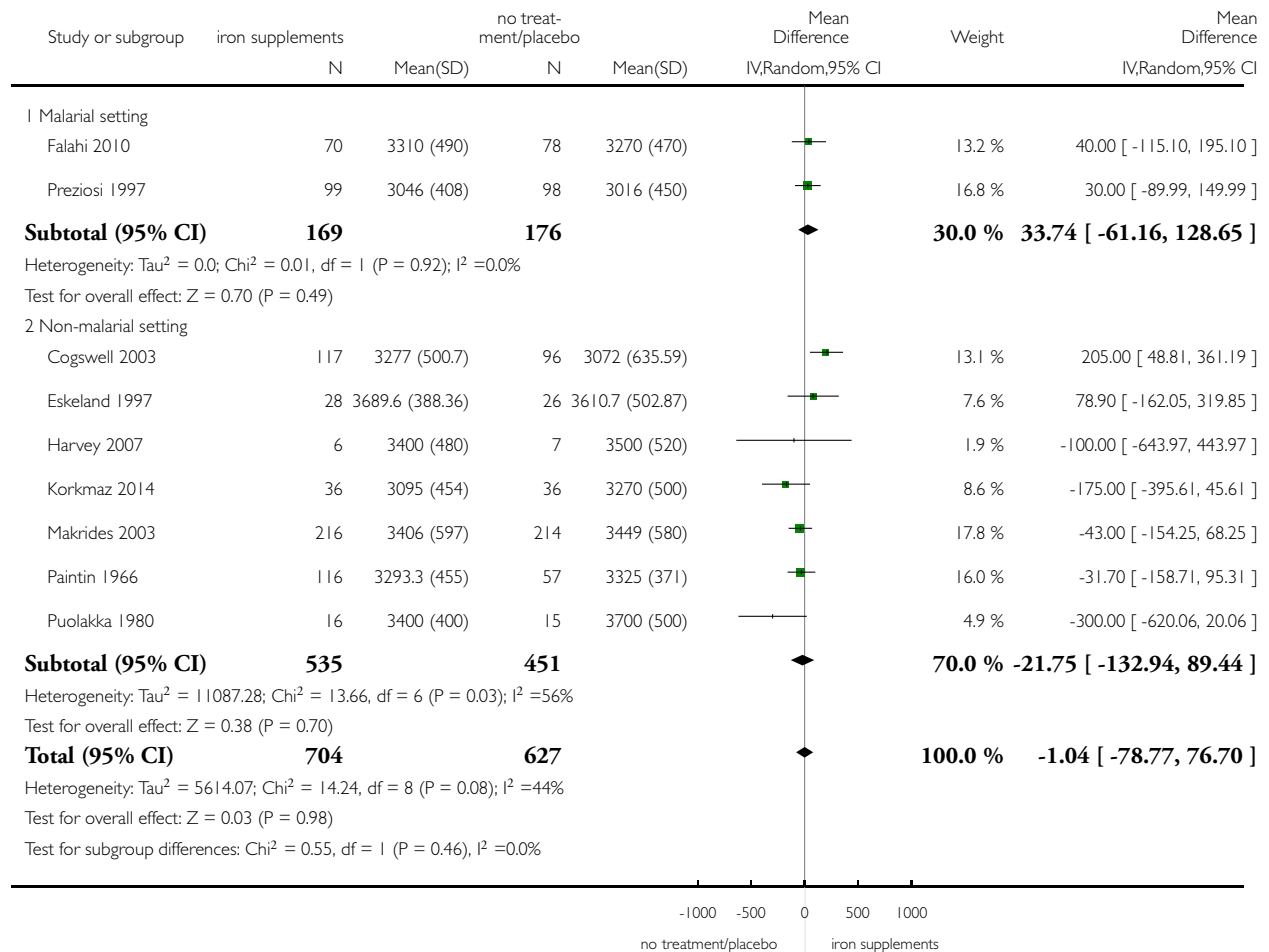 Study or subgroup iron supplements no treat-ment/placebo Mean Difference Weight Mean Difference
N Mean(SD) N Mean(SD) IV,Random,95% CI IV,Random,95% CI
1 Malarial setting
Falahi 2010 70 3310 (490) 78 3270 (470) 13.2 % 40.00 [ -115.10, 195.10 ]
Preziosi 1997 99 3046 (408) 98 3016 (450) 16.8 % 30.00 [ -89.99, 149.99 ]
Subtotal (95% CI) 169 176 30.0 % 33.74 [ -61.16, 128.65 ]
Heterogeneity: Tau² = 0.0; Chi² = 0.01, df = 1 (P = 0.92); I² =0.0%
Test for overall effect: Z = 0.70 (P = 0.49)
2 Non-malarial setting
Cogswell 2003 117 3277 (500.7) 96 3072 (635.59) 13.1 % 205.00 [ 48.81, 361.19 ]
Eskeland 1997 28 3689.6 (388.36) 26 3610.7 (502.87) 7.6 % 78.90 [ -162.05, 319.85 ]
Harvey 2007 6 3400 (480) 7 3500 (520) 1.9 % -100.00 [ -643.97, 443.97 ]
Korkmaz 2014 36 3095 (454) 36 3270 (500) 8.6 % -175.00 [ -395.61, 45.61 ]
Makrides 2003 216 3406 (597) 214 3449 (580) 17.8 % -43.00 [ -154.25, 68.25 ]
Paintin 1966 116 3293.3 (455) 57 3325 (371) 16.0 % -31.70 [ -158.71, 95.31 ]
Puolakka 1980 16 3400 (400) 15 3700 (500) 4.9 % -300.00 [ -620.06, 20.06 ]
Subtotal (95% CI) 535 451 70.0 % -21.75 [ -132.94, 89.44 ]
Heterogeneity: Tau² = 11087.28; Chi² = 13.66, df = 6 (P = 0.03); I² =56%
Test for overall effect: Z = 0.38 (P = 0.70)
Total (95% CI) 704 627 100.0 % -1.04 [ -78.77, 76.70 ]
Heterogeneity: Tau² = 5614.07; Chi² = 14.24, df = 8 (P = 0.08); I² =44%
Test for overall effect: Z = 0.03 (P = 0.98)
Test for subgroup differences: Chi² = 0.55, df = 1 (P = 0.46), I² =0.0%
-1000 -500 0 500 1000
no treatment/placebo iron supplements